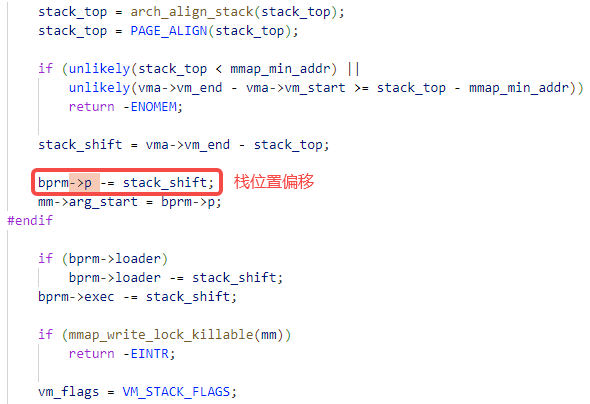 stack_top = arch_align_stack(stack_top);
stack_top = PAGE_ALIGN(stack_top);
if (unlikely(stack_top < mmap_min_addr) ||
unlikely(vma->vm_end - vma->vm_start >= stack_top - mmap_min_addr))
return -ENOMEM;
stack_shift = vma->vm_end - stack_top;
bprm->p -= stack_shift; 栈位置偏移
mm->arg_start = bprm->p;
#endif
if (bprm->loader)
bprm->loader -= stack_shift;
bprm->exec -= stack_shift;
if (mmap_write_lock_killable(mm))
return -EINTR;
vm_flags = VM_STACK_FLAGS;